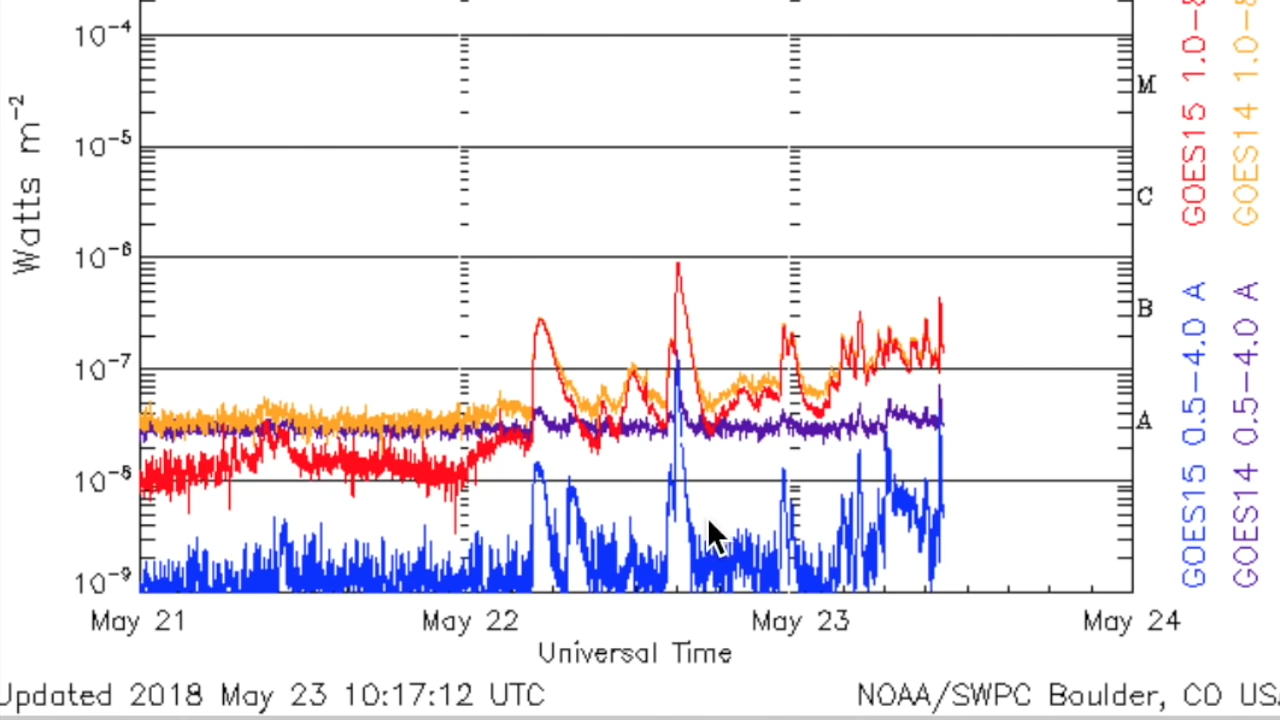 10⁻⁴
10⁻⁵
10⁻⁶
10⁻⁷
10⁻⁸
10⁻⁹
Watts m⁻²
M
C
B
A
May 21 May 22 May 23 May 24
Universal Time
Updated 2018 May 23 10:17:12 UTC
NOAA/SWPC Boulder, CO US
GOES15 0.5-4.0 A GOES15 1.0-8
GOES14 0.5-4.0 A GOES14 1.0-8